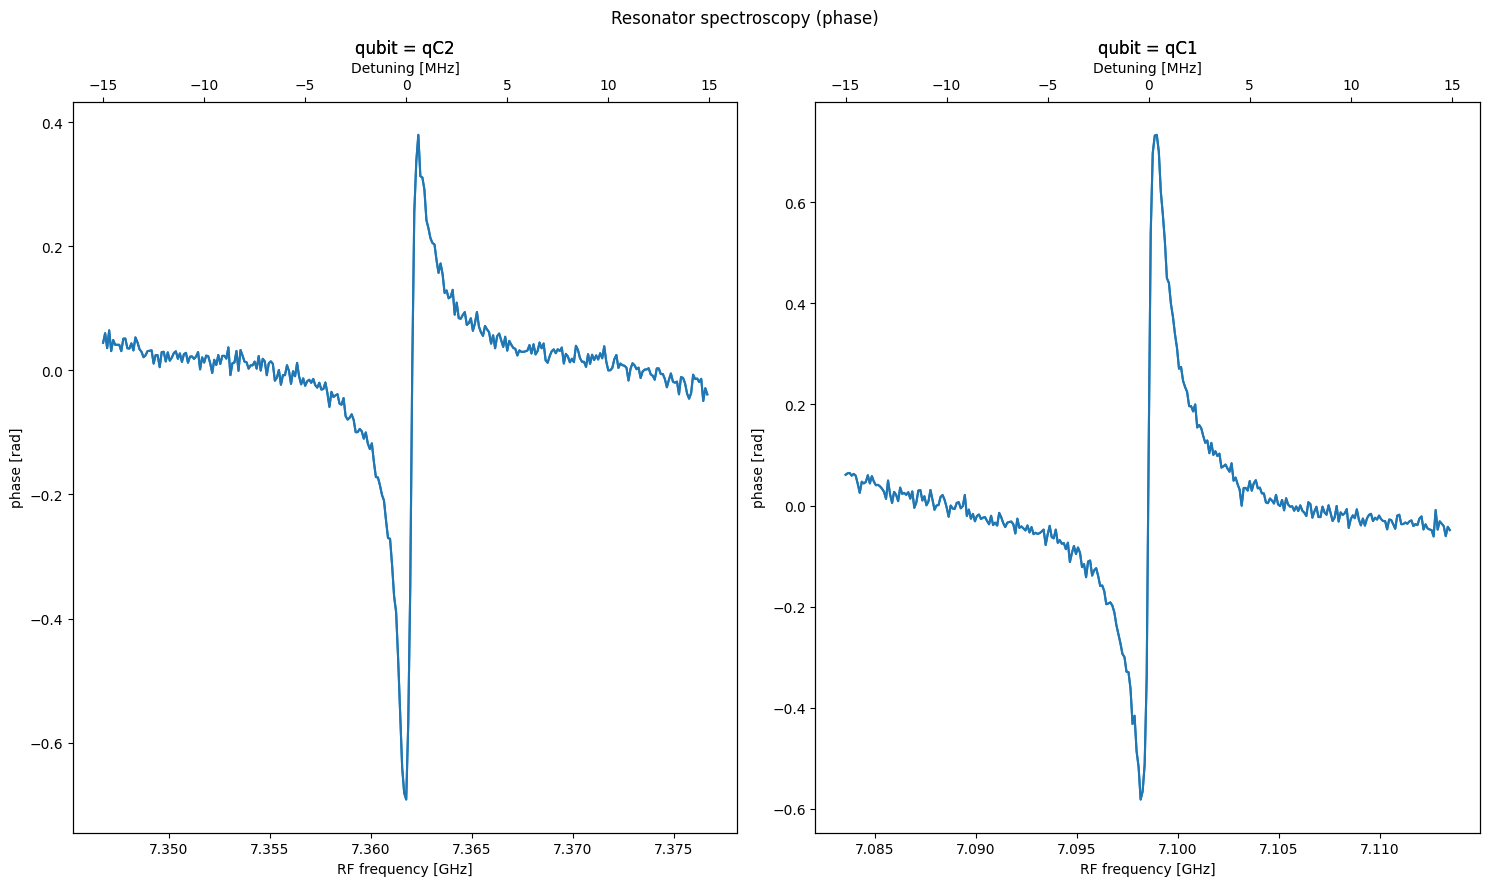 Resonator spectroscopy (phase)
qubit = qC2
Detuning [MHz]
−15 −10 −5 0 5 10 15
0.4
0.2
0.0
−0.2
−0.4
−0.6
phase [rad]
7.350 7.355 7.360 7.365 7.370 7.375
RF frequency [GHz]
qubit = qC1
Detuning [MHz]
−15 −10 −5 0 5 10 15
0.6
0.4
0.2
0.0
−0.2
−0.4
−0.6
phase [rad]
7.085 7.090 7.095 7.100 7.105 7.110
RF frequency [GHz]